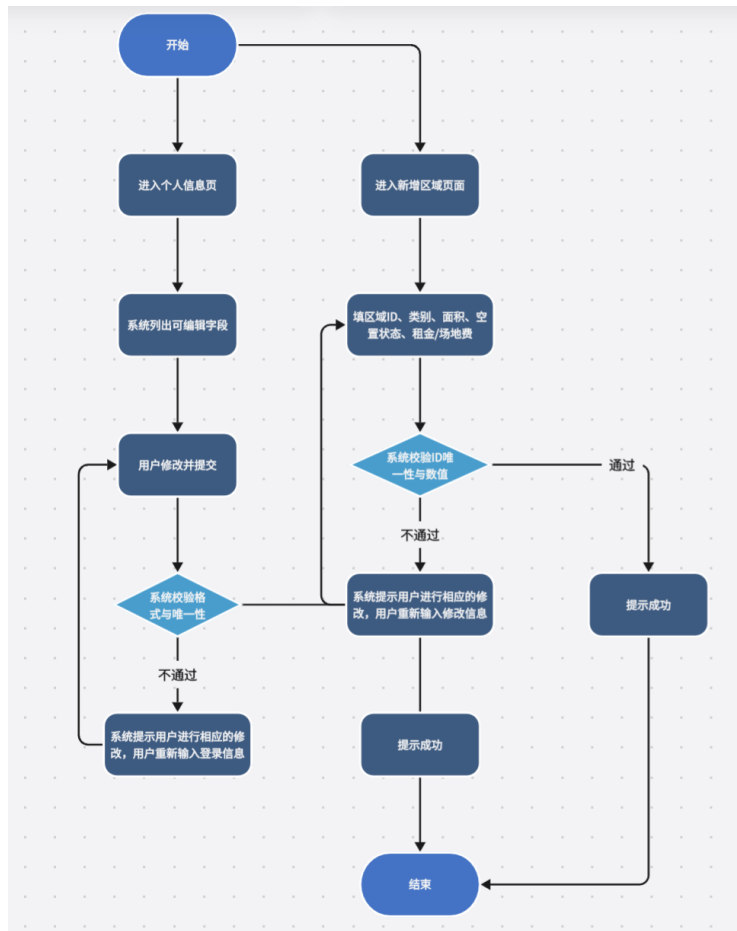 开始
进入个人信息页
进入新增区域页面
系统列出可编辑字段
填区域ID、类别、面积、空
置状态、租金/场地费
用户修改并提交
系统校验ID唯
一性与数值
通过
不通过
系统校验格
式与唯一性
系统提示用户进行相应的修
改，用户重新输入修改信息
提示成功
不通过
系统提示用户进行相应的修
改，用户重新输入登录信息
提示成功
结束